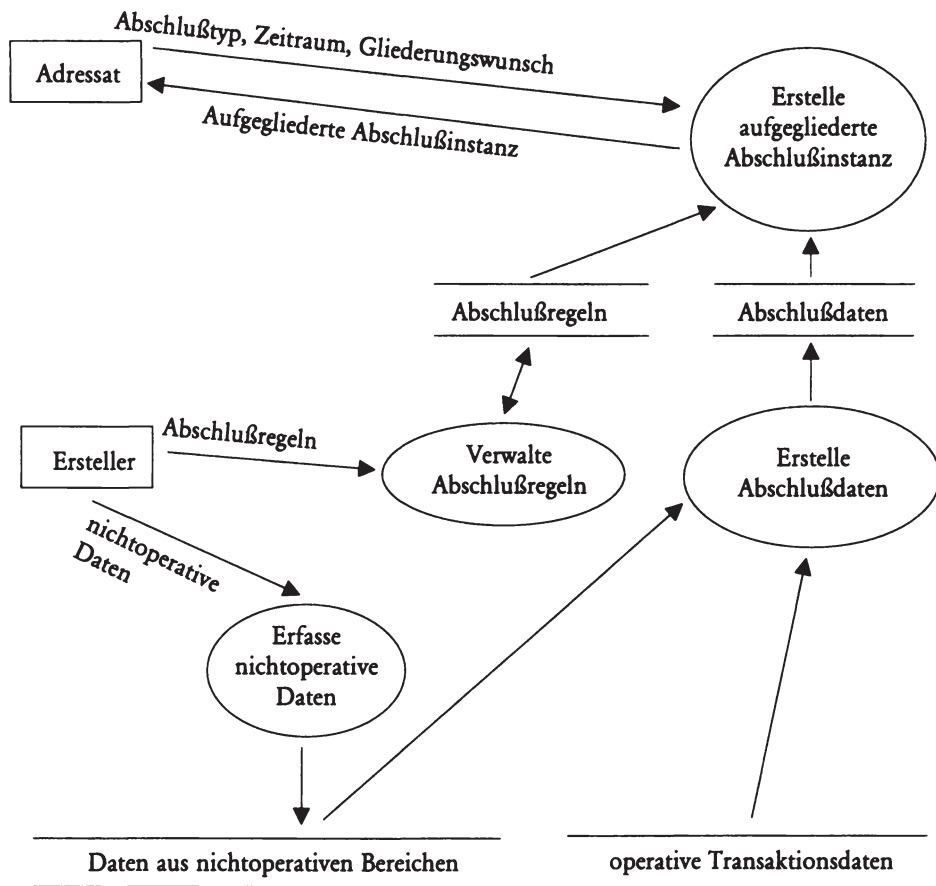 Abschlußtyp, Zeitraum, Gliederungswunsch
Adressat
Aufgegliederte Abschlußinstanz
Erstelle
aufgegliederte
Abschlußinstanz
Abschlußregeln
Abschlußdaten
Ersteller
Abschlußregeln
Verwalte
Abschlußregeln
Erstelle
Abschlußdaten
nichtoperative
Daten
Erfasse
nichtoperative
Daten
Daten aus nichtoperativen Bereichen
operative Transaktionsdaten